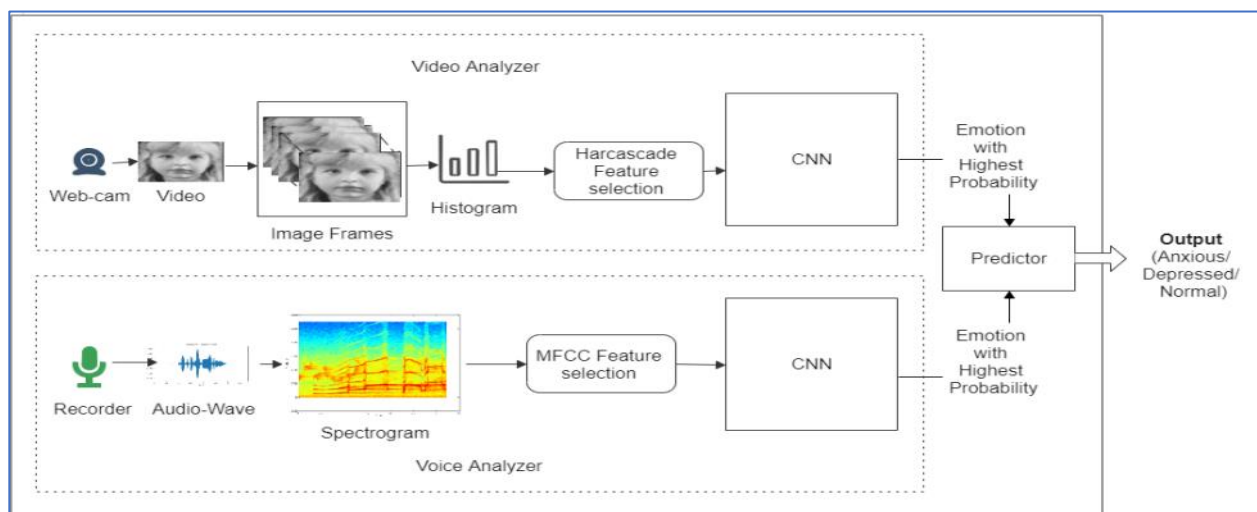 Video Analyzer
Web-cam
Video
Image Frames
Histogram
Harcascade
Feature
selection
CNN
Emotion
with
Highest
Probability
Predictor
Output
(Anxious/
Depressed/
Normal)
Recorder
Audio-Wave
Spectrogram
MFCC Feature
selection
CNN
Emotion
with
Highest
Probability
Voice Analyzer